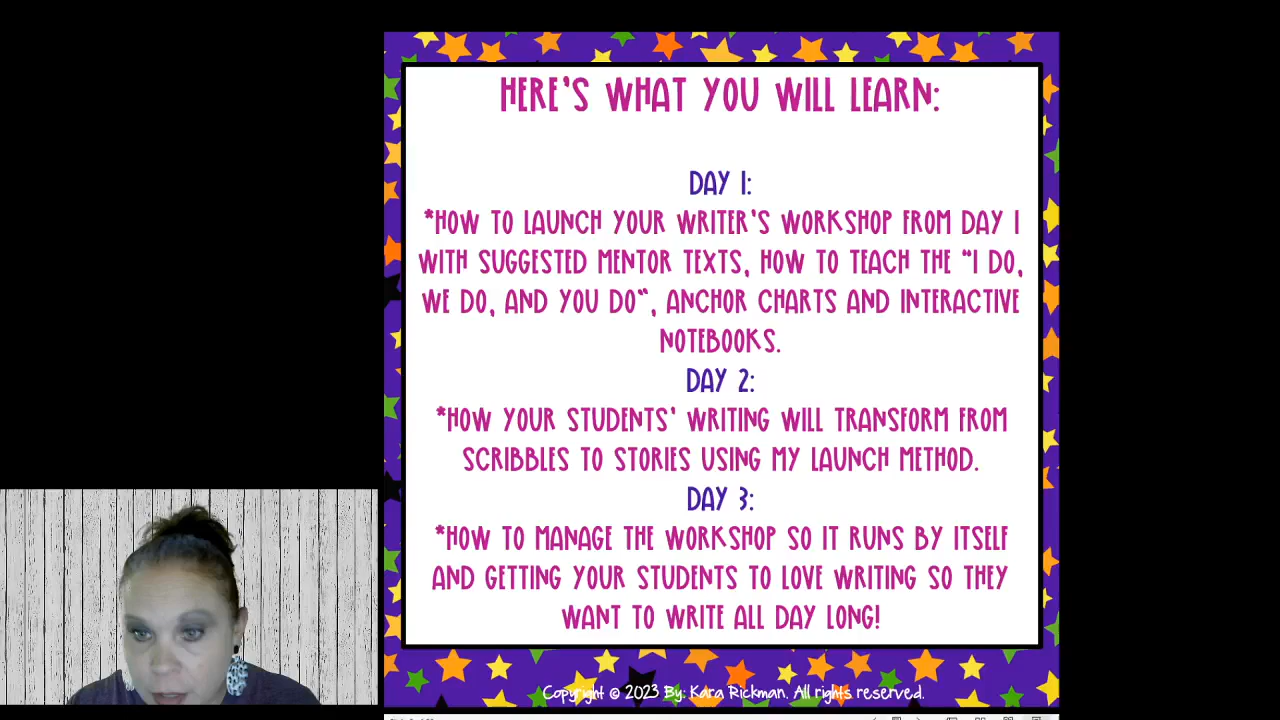 HERE'S WHAT YOU WILL LEARN:
DAY 1:
*HOW TO LAUNCH YOUR WRITER'S WORKSHOP FROM DAY 1
WITH SUGGESTED MENTOR TEXTS, HOW TO TEACH THE "I DO,
WE DO, AND YOU DO", ANCHOR CHARTS AND INTERACTIVE
NOTEBOOKS.
DAY 2:
*HOW YOUR STUDENTS' WRITING WILL TRANSFORM FROM
SCRIBBLES TO STORIES USING MY LAUNCH METHOD.
DAY 3:
*HOW TO MANAGE THE WORKSHOP SO IT RUNS BY ITSELF
AND GETTING YOUR STUDENTS TO LOVE WRITING SO THEY
WANT TO WRITE ALL DAY LONG!
Copyright © 2023 By: Kara Rickman. All rights reserved.